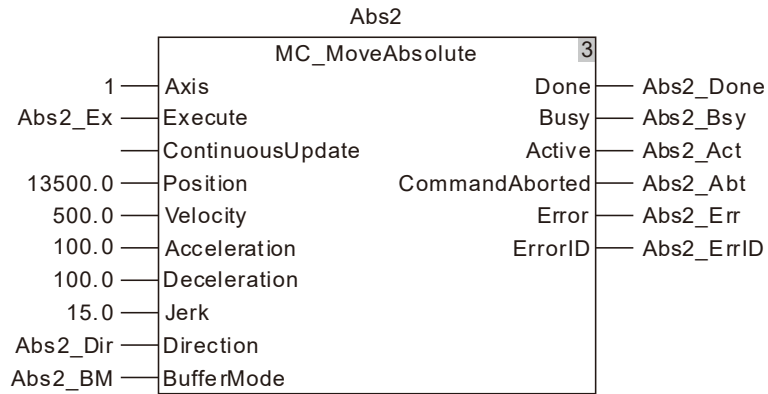 Abs2
MC_MoveAbsolute 3
1 Axis Done Abs2_Done
Abs2_Ex Execute Busy Abs2_Bsy
ContinuousUpdate Active Abs2_Act
13500.0 Position CommandAborted Abs2_Abt
500.0 Velocity Error Abs2_Err
100.0 Acceleration ErrorID Abs2_ErrID
100.0 Deceleration
15.0 Jerk
Abs2_Dir Direction
Abs2_BM BufferMode